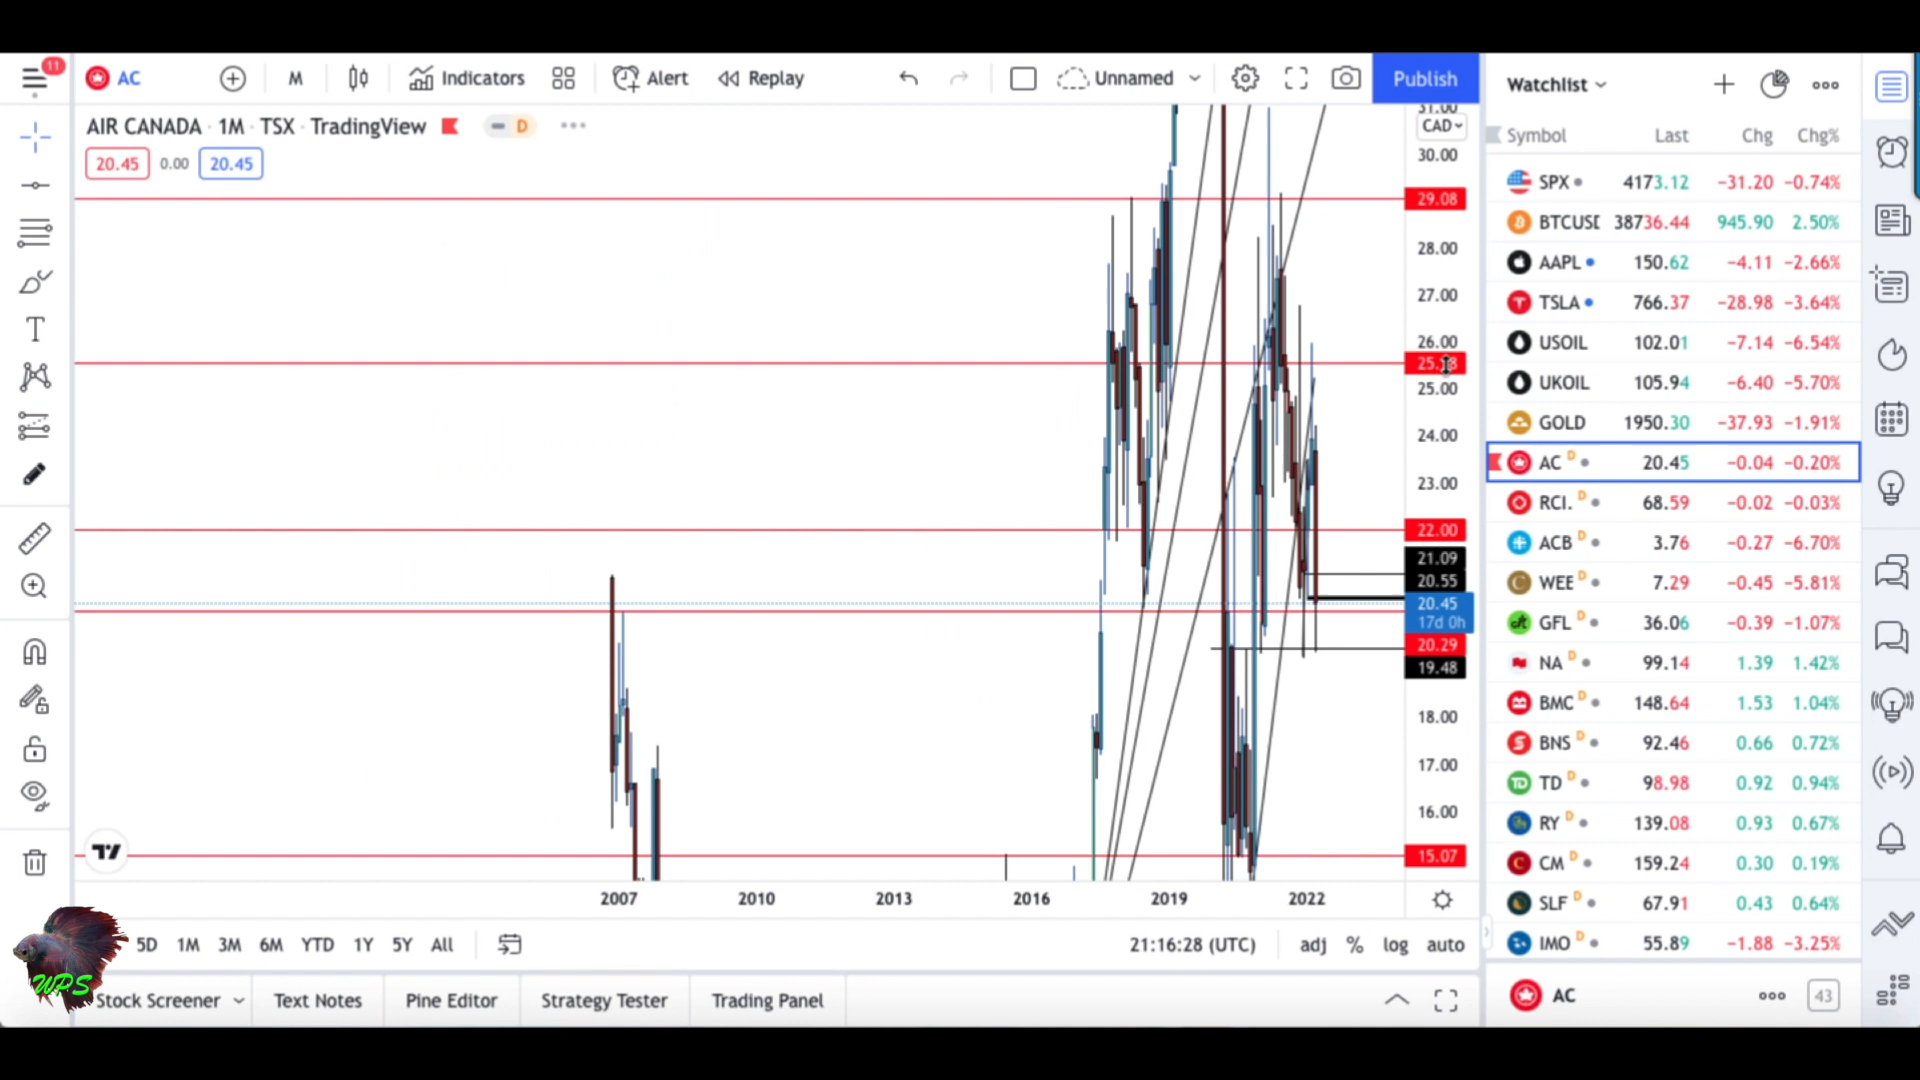 11
AC
M
Indicators
Alert
Replay
Unnamed
Publish
AIR CANADA · 1M · TSX · TradingView
D
20.45 0.00 20.45
31.00
CAD
30.00
29.08
28.00
27.00
26.00
25.00
24.00
23.00
22.00
21.09
20.55
20.45
17d 0h
20.29
19.48
18.00
17.00
16.00
15.07
2007 2010 2013 2016 2019 2022
5D 1M 3M 6M YTD 1Y 5Y All
21:16:28 (UTC) adj % log auto
WPS
Stock Screener Text Notes Pine Editor Strategy Tester Trading Panel
Watchlist
Symbol Last Chg Chg%
SPX 4173.12 −31.20 −0.74%
BTCUSD 38736.44 945.90 2.50%
AAPL 150.62 −4.11 −2.66%
TSLA 766.37 −28.98 −3.64%
USOIL 102.01 −7.14 −6.54%
UKOIL 105.94 −6.40 −5.70%
GOLD 1950.30 −37.93 −1.91%
AC D 20.45 −0.04 −0.20%
RCI. D 68.59 −0.02 −0.03%
ACB D 3.76 −0.27 −6.70%
WEE D 7.29 −0.45 −5.81%
GFL D 36.06 −0.39 −1.07%
NA D 99.14 1.39 1.42%
BMC D 148.64 1.53 1.04%
BNS D 92.46 0.66 0.72%
TD D 98.98 0.92 0.94%
RY D 139.08 0.93 0.67%
CM D 159.24 0.30 0.19%
SLF D 67.91 0.43 0.64%
IMO D 55.89 −1.88 −3.25%
AC 43